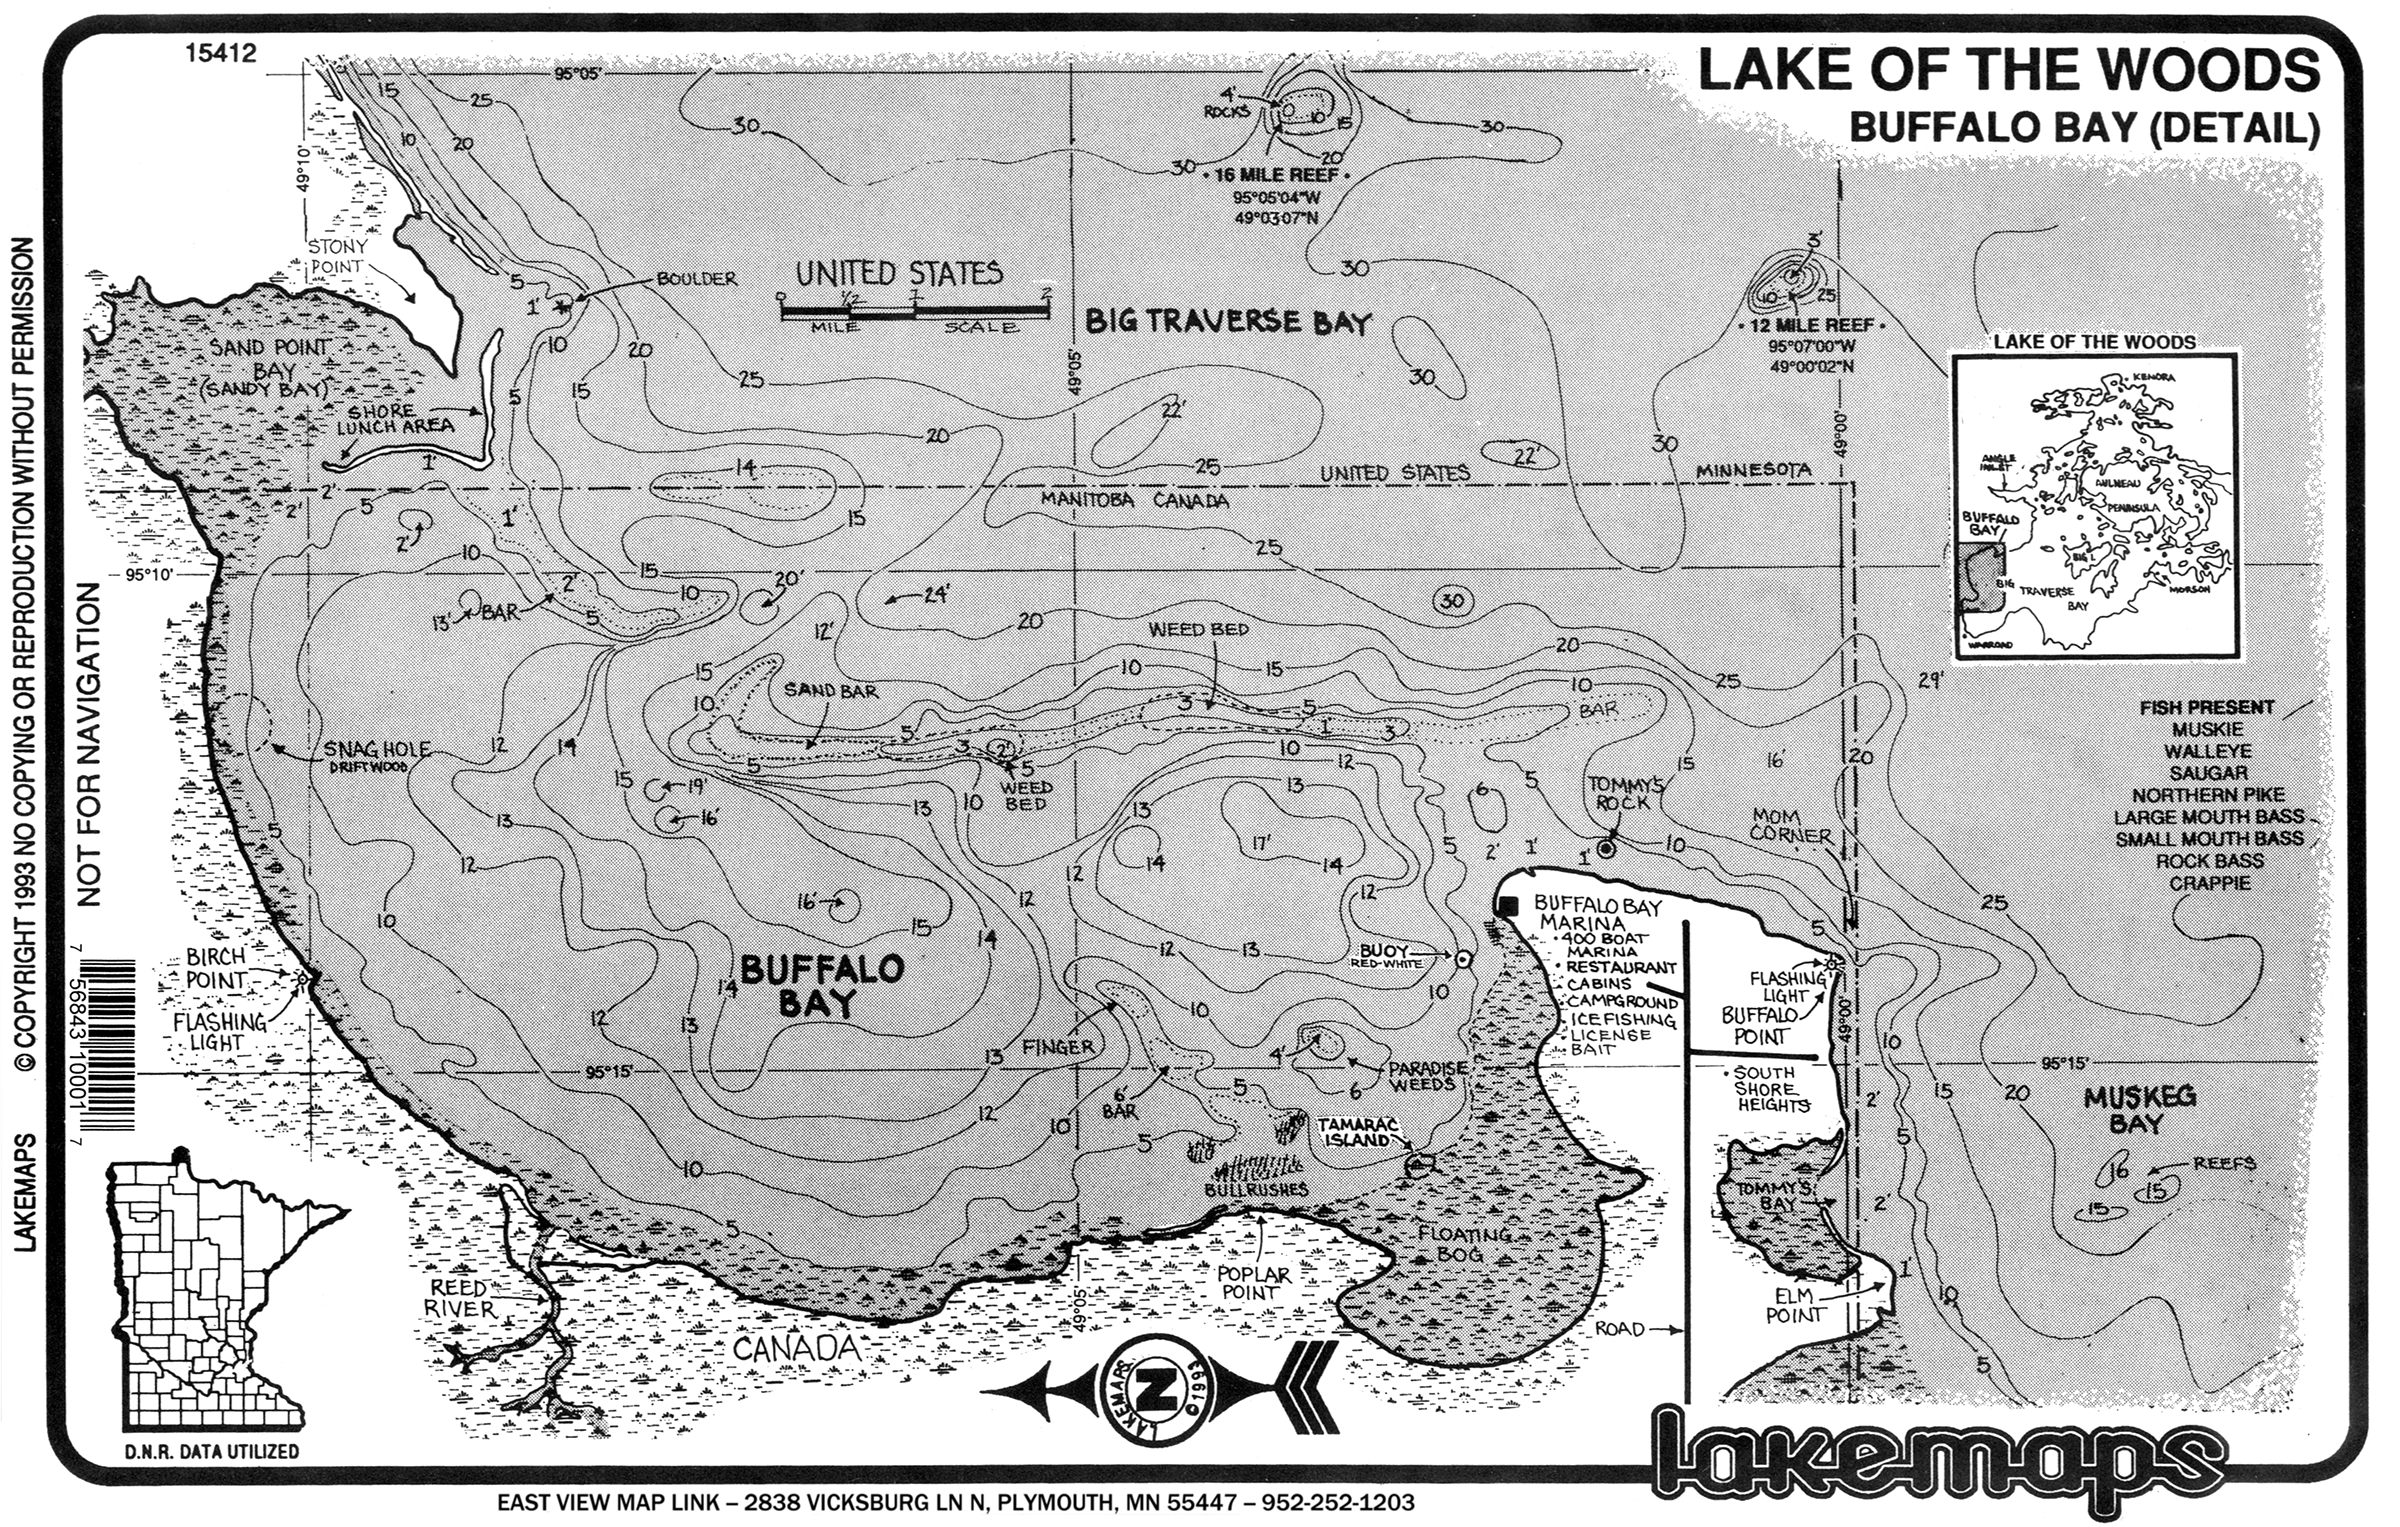 15412
LAKE OF THE WOODS
BUFFALO BAY (DETAIL)
© COPYRIGHT 1993 NO COPYING OR REPRODUCTION WITHOUT PERMISSION
LAKEMAPS
NOT FOR NAVIGATION
7 56843 10001 7
95°05'
49°10'
15
25
10
20
30
4'
ROCKS
10
15
30
20
30
• 16 MILE REEF •
95°05'04"W
49°03'07"N
STONY
POINT
5
1'
BOULDER
UNITED STATES
0 1/2 1 2
MILE SCALE
BIG TRAVERSE BAY
30
3'
10
25
• 12 MILE REEF •
95°07'00"W
49°00'02"N
SAND POINT
BAY
(SANDY BAY)
10
20
15
5
25
49°05'
30
22'
SHORE
LUNCH AREA
1'
20
14
25
22'
30
49°00'
UNITED STATES
MINNESOTA
MANITOBA CANADA
LAKE OF THE WOODS
KENORA
ANGLE
INLET
AULNEAU
PENINSULA
BUFFALO
BAY
BIG I.
BIG
TRAVERSE
BAY
MORSON
WARROAD
2'
2'
5
1'
2'
10
15
25
95°10'
15
2'
13'
BAR
5
10
20'
24'
30
12'
20
WEED BED
20
15
10
15
10
25
29'
SAND BAR
10
5
3
5
1'
3
BAR
SNAG HOLE
DRIFTWOOD
12
14
15
5
3
2'
5
WEED
BED
10
12
13
19'
16'
13
10
13
6
5
TOMMY'S
ROCK
15
16'
20
MOM
CORNER
5
13
12
14
17'
14
12
12
5
2'
1'
1'
10
FISH PRESENT
MUSKIE
WALLEYE
SAUGAR
NORTHERN PIKE
LARGE MOUTH BASS
SMALL MOUTH BASS
ROCK BASS
CRAPPIE
10
16'
15
12
14
12
13
25
5
BUFFALO BAY
MARINA
• 400 BOAT
MARINA
• RESTAURANT
• CABINS
• CAMPGROUND
• ICE FISHING
• LICENSE
• BAIT
BUOY
RED-WHITE
BIRCH
POINT
FLASHING
LIGHT
BUFFALO
BAY
14
12
13
13
FINGER
10
10
4'
PARADISE
WEEDS
6
FLASHING
LIGHT
BUFFALO
POINT
49°00'
10
95°15'
95°15'
6'
BAR
5
• SOUTH
SHORE
HEIGHTS
2'
15
20
MUSKEG
BAY
12
10
5
TAMARAC
ISLAND
5
10
BULLRUSHES
TOMMY'S
BAY
2'
16
REEFS
15
15
5
FLOATING
BOG
POPLAR
POINT
1'
10
ELM
POINT
REED
RIVER
49°05'
ROAD
5
CANADA
LAKEMAPS
N
© 1993
D.N.R. DATA UTILIZED
lakemaps
EAST VIEW MAP LINK – 2838 VICKSBURG LN N, PLYMOUTH, MN 55447 – 952-252-1203